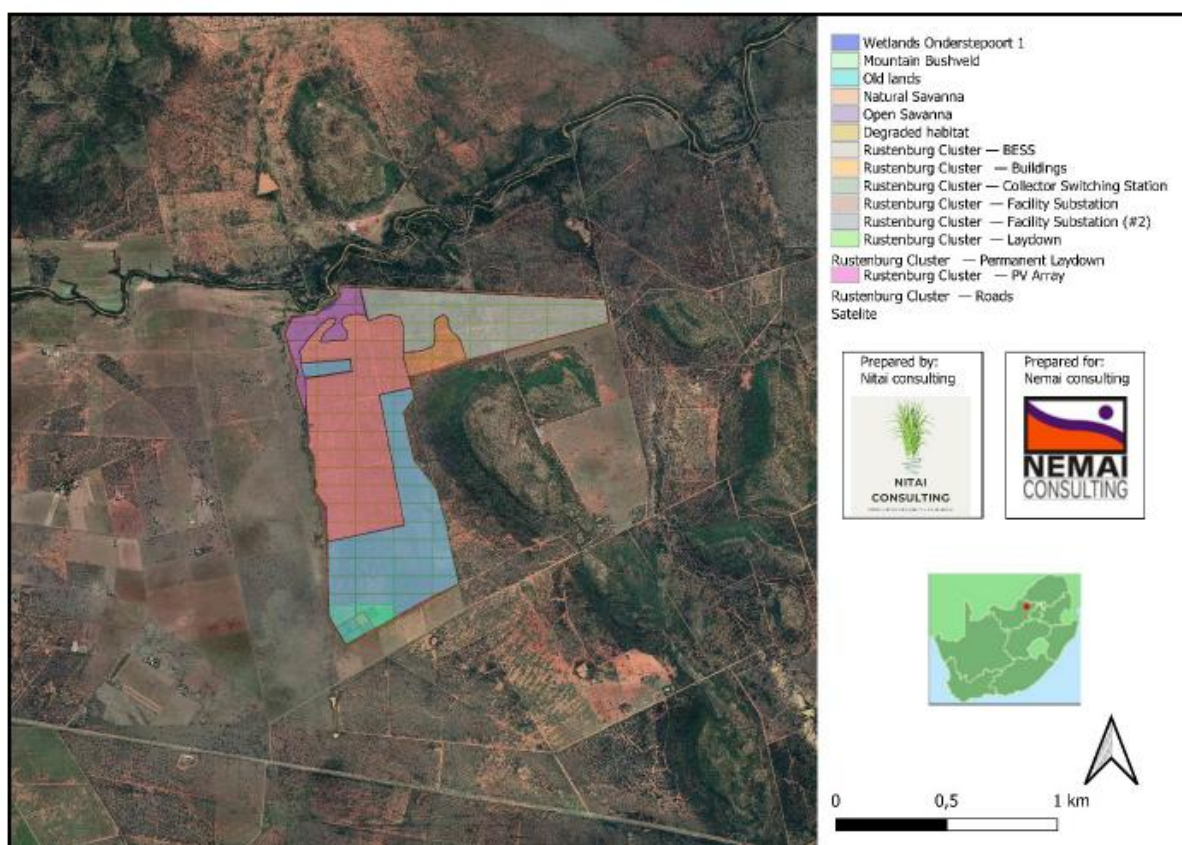 Wetlands Onderstepoort 1
Mountain Bushveld
Old lands
Natural Savanna
Open Savanna
Degraded habitat
Rustenburg Cluster — BESS
Rustenburg Cluster — Buildings
Rustenburg Cluster — Collector Switching Station
Rustenburg Cluster — Facility Substation
Rustenburg Cluster — Facility Substation (#2)
Rustenburg Cluster — Laydown
Rustenburg Cluster — Permanent Laydown
Rustenburg Cluster — PV Array
Rustenburg Cluster — Roads
Satelite
Prepared by:
Nitai consulting
NITAI
CONSULTING
Prepared for:
Nemai consulting
NEMAI
CONSULTING
0 0,5 1 km